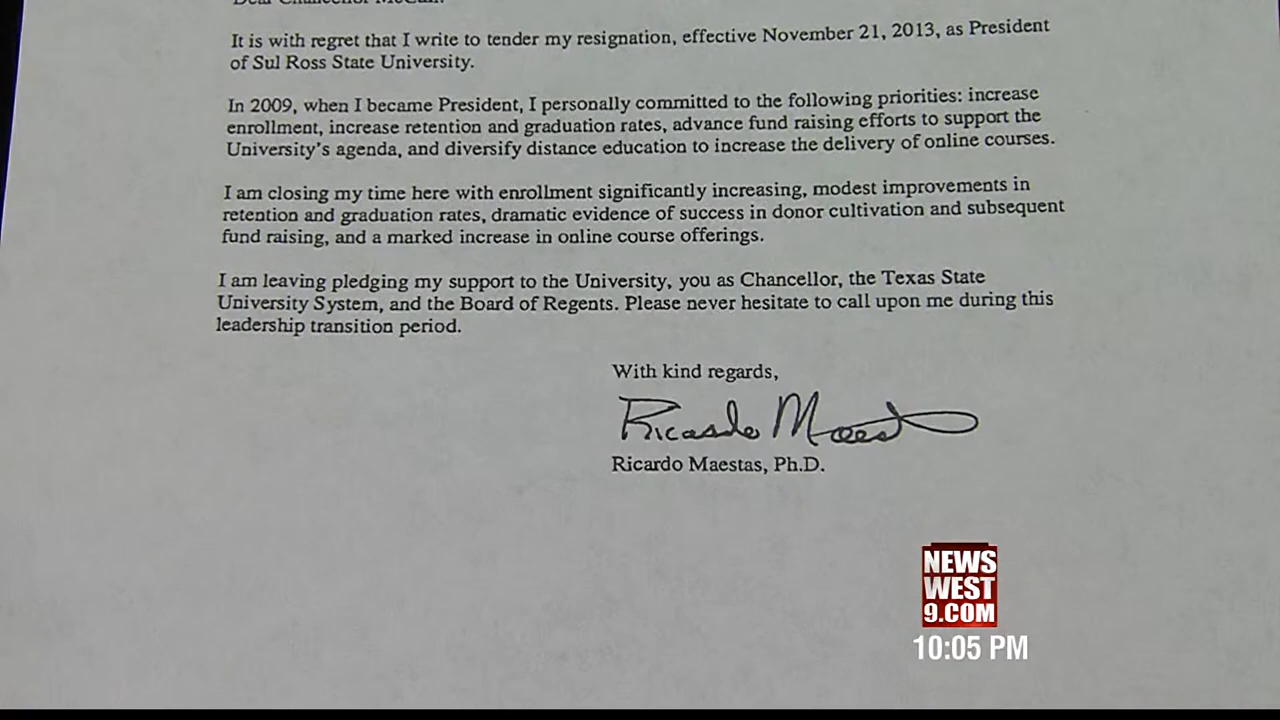 Dear Chancellor McCall:
It is with regret that I write to tender my resignation, effective November 21, 2013, as President
of Sul Ross State University.
In 2009, when I became President, I personally committed to the following priorities: increase
enrollment, increase retention and graduation rates, advance fund raising efforts to support the
University's agenda, and diversify distance education to increase the delivery of online courses.
I am closing my time here with enrollment significantly increasing, modest improvements in
retention and graduation rates, dramatic evidence of success in donor cultivation and subsequent
fund raising, and a marked increase in online course offerings.
I am leaving pledging my support to the University, you as Chancellor, the Texas State
University System, and the Board of Regents. Please never hesitate to call upon me during this
leadership transition period.
With kind regards,
Ricardo Maestas
Ricardo Maestas, Ph.D.
NEWS
WEST
9.COM
10:05 PM